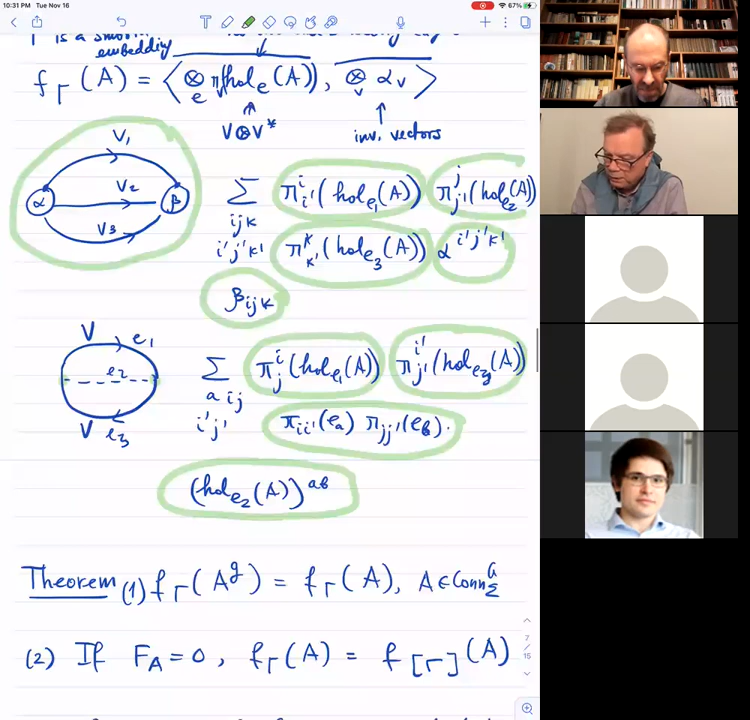 10:31 PM Tue Nov 16
67%
is a smooth
embedding
f_Γ(A) = ⟨ ⊗_e π(hol_e(A)), ⊗_v α_v ⟩
V⊗V*
inv. vectors
V₁
α V₂ β
V₃
∑_{ijk i'j'k'} π^i_{i'}(hol_{e₁}(A)) π^j_{j'}(hol_{e₂}(A))
π^k_{k'}(hol_{e₃}(A)) α^{i'j'k'}
β_{ijk}
V e₁
e₂
V e₃
∑_{a ij i'j'} π^i_j(hol_{e₁}(A)) π^{i'}_{j'}(hol_{e₃}(A))
π_{ii'}(e_a) π_{jj'}(e_b).
(hol_{e₂}(A))^{ab}
Theorem (1) f_Γ(A^g) = f_Γ(A), A ∈ Conn^G_Σ
(2) If F_A = 0, f_Γ(A) = f_{[Γ]}(A)
7
/
15